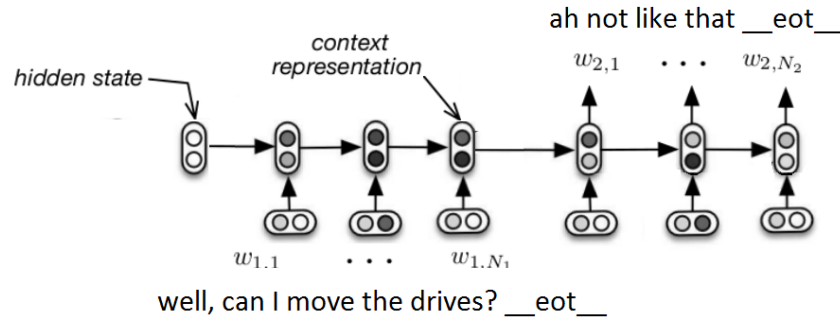 ah not like that __eot__
context
representation
hidden state
w2,1 . . . w2,N2
w1,1 . . . w1,N1
well, can I move the drives? __eot__